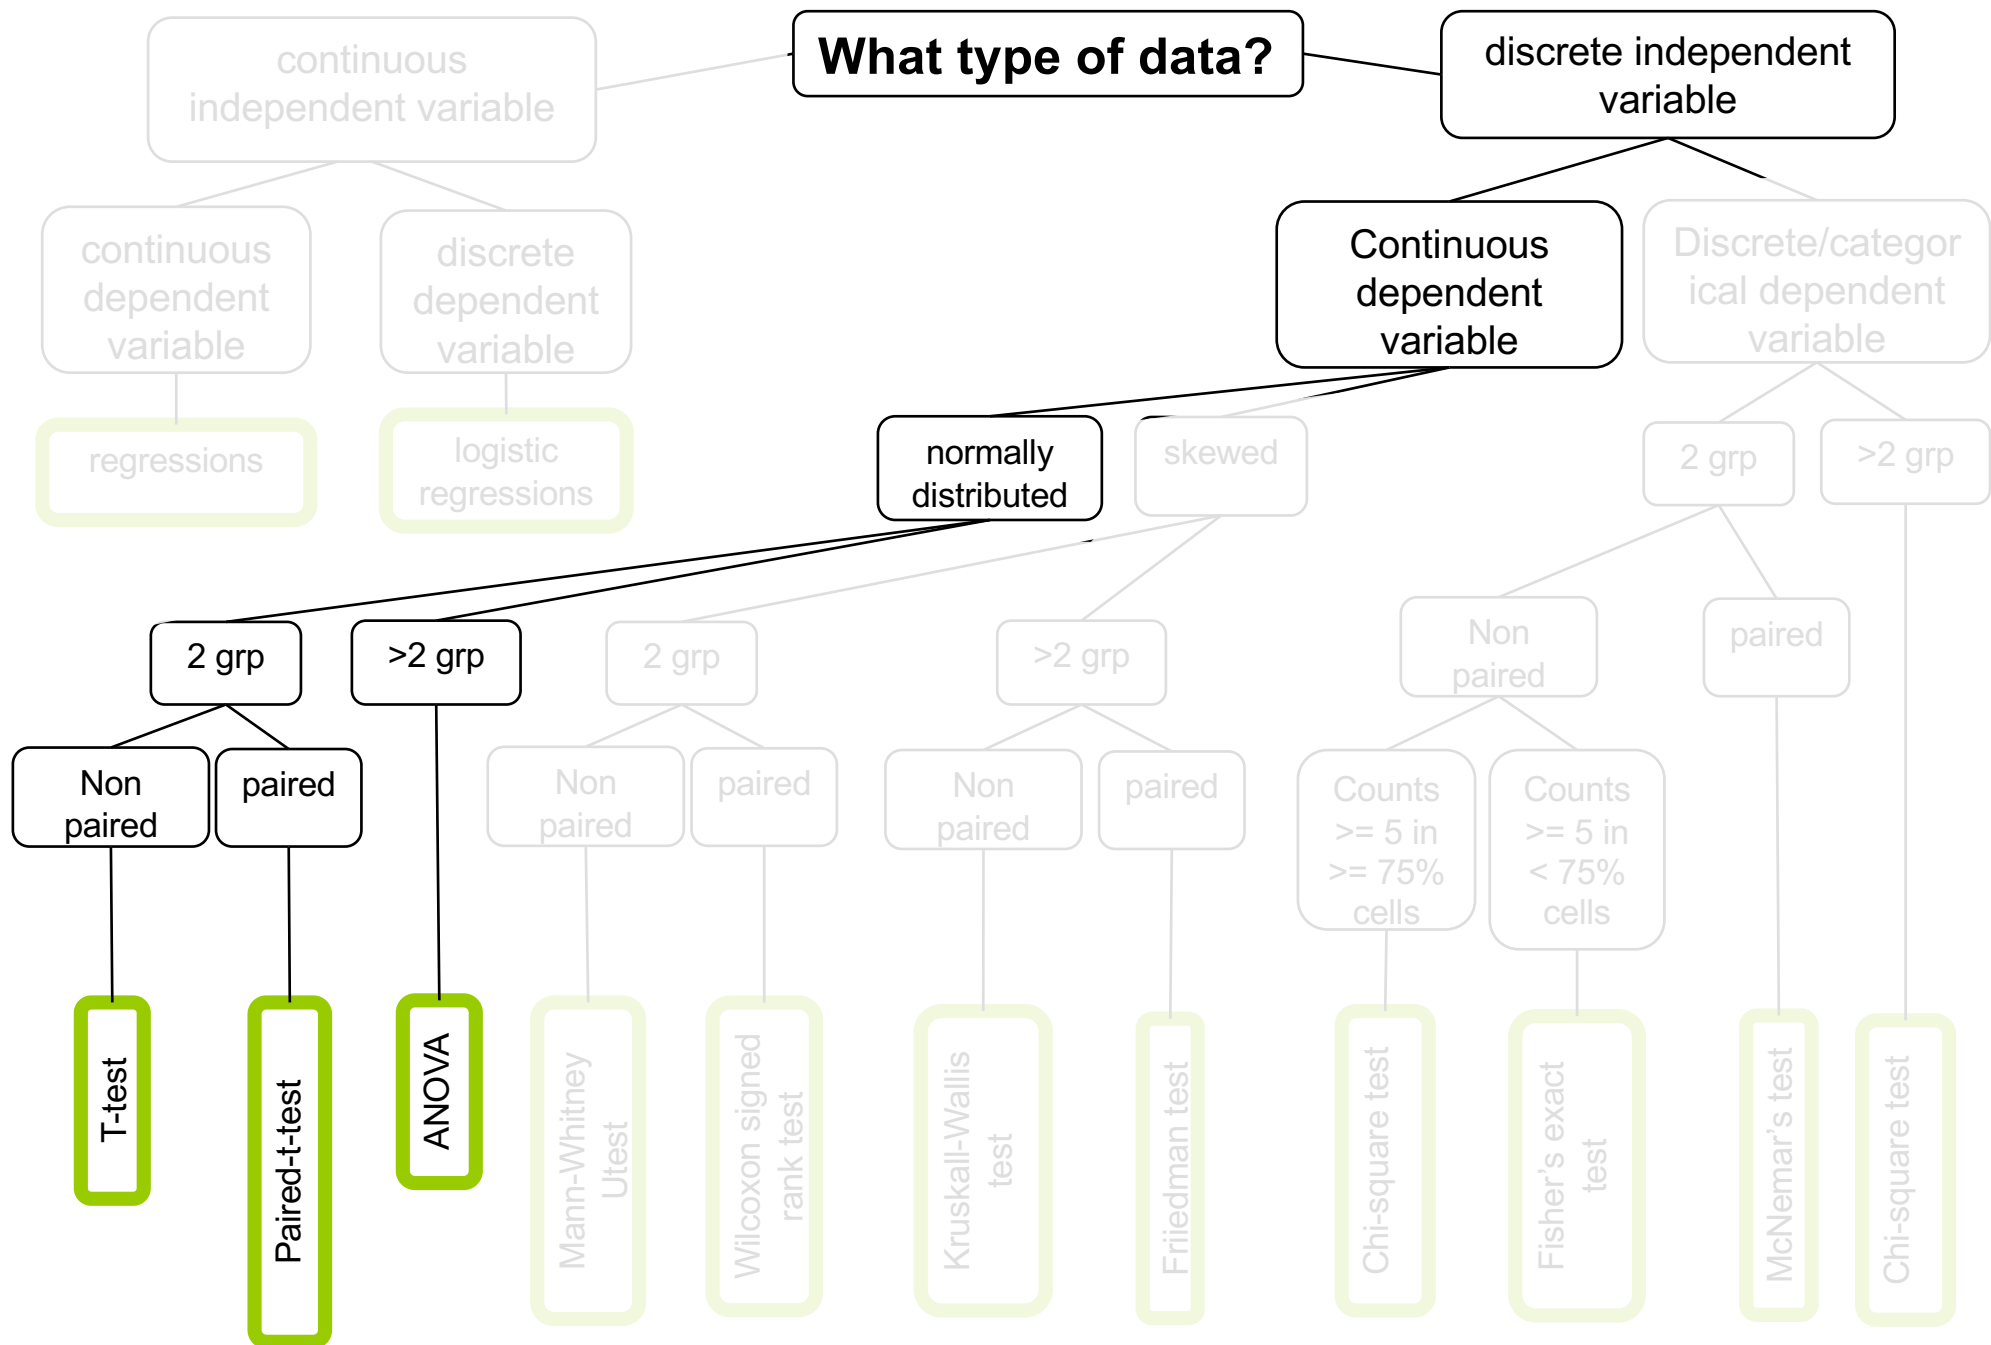 What type of data?
continuous
independent variable
discrete independent
variable
continuous
dependent
variable
discrete
dependent
variable
Continuous
dependent
variable
Discrete/categor
ical dependent
variable
regressions
logistic
regressions
normally
distributed
skewed
2 grp
>2 grp
2 grp
>2 grp
2 grp
>2 grp
Non
paired
paired
Non
paired
paired
Non
paired
paired
Non
paired
paired
Counts
>= 5 in
>= 75%
cells
Counts
>= 5 in
< 75%
cells
T-test
Paired-t-test
ANOVA
Mann-Whitney
Utest
Wilcoxon signed
rank test
Kruskall-Wallis
test
Friiedman test
Chi-square test
Fisher’s exact
test
McNemar’s test
Chi-square test